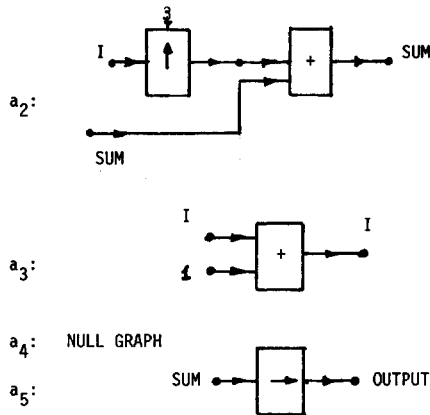 3
I
↑
+
SUM
a2:
SUM
I
I
a3:
1
+
a4: NULL GRAPH
SUM → OUTPUT
a5: